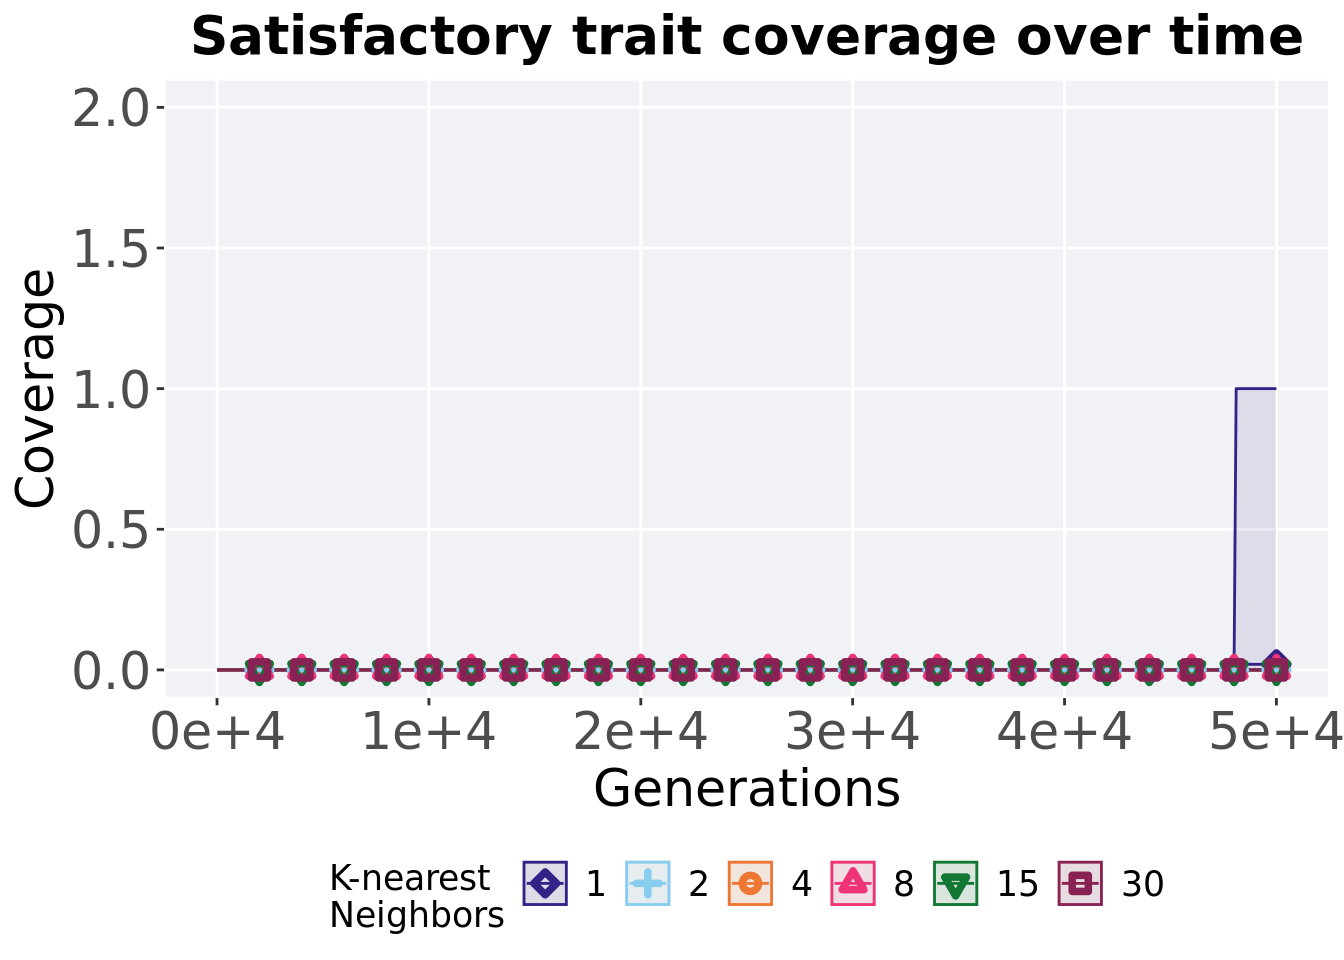 Satisfactory trait coverage over time
2.0
1.5
1.0
0.5
0.0
Coverage
0e+4 1e+4 2e+4 3e+4 4e+4 5e+4
Generations
K-nearest
Neighbors
1 2 4 8 15 30